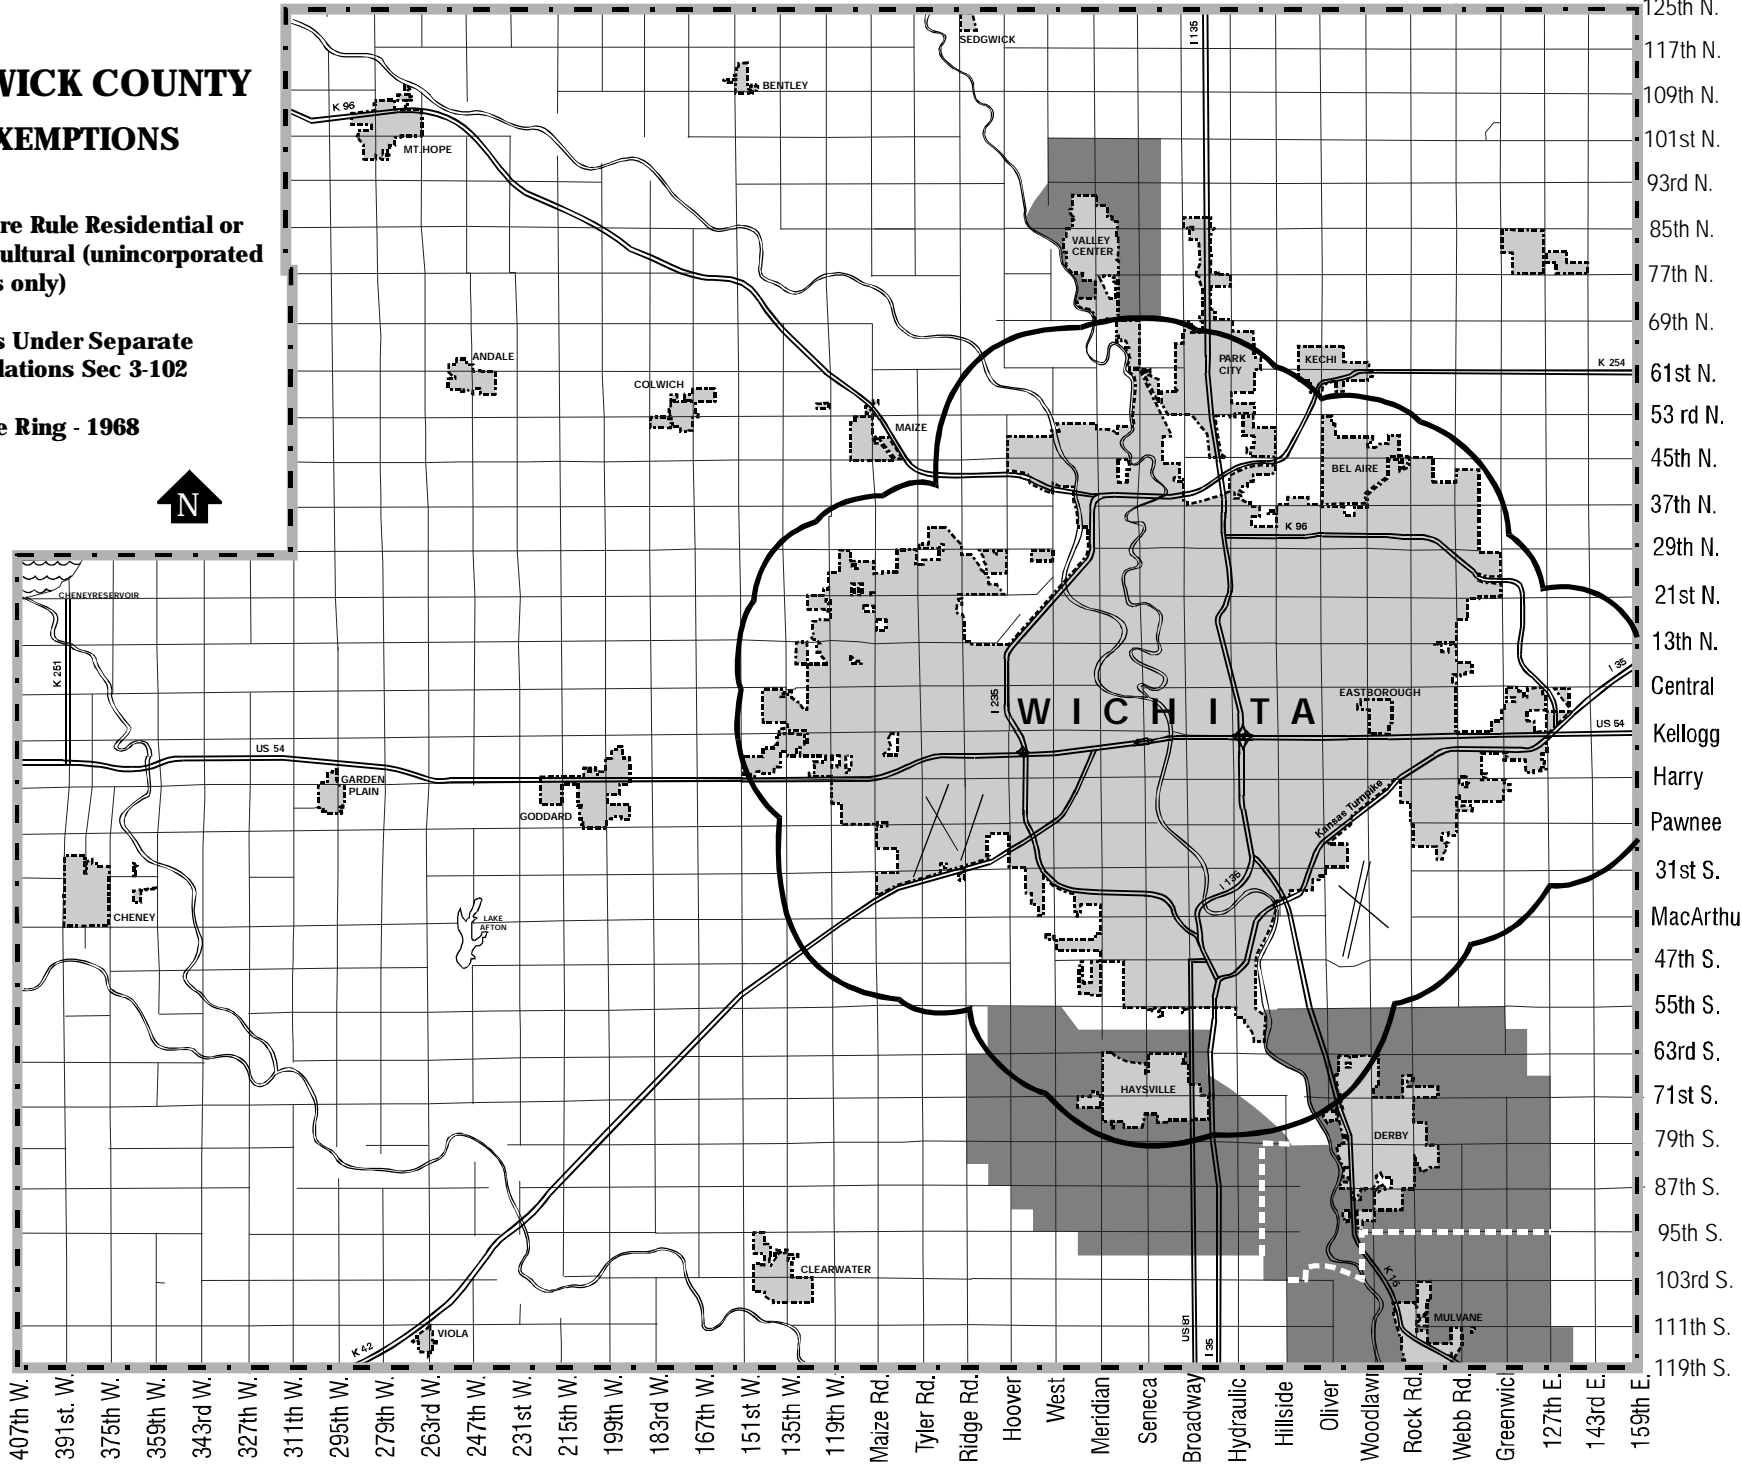 WICK COUNTY
XEMPTIONS
re Rule Residential or
ultural (unincorporated
s only)
s Under Separate
lations Sec 3-102
e Ring - 1968
N
125th N.
117th N.
109th N.
101st N.
93rd N.
85th N.
77th N.
69th N.
61st N.
53 rd N.
45th N.
37th N.
29th N.
21st N.
13th N.
Central
Kellogg
Harry
Pawnee
31st S.
MacArthu
47th S.
55th S.
63rd S.
71st S.
79th S.
87th S.
95th S.
103rd S.
111th S.
119th S.
SEDGWICK
I 135
BENTLEY
K 96
MT.HOPE
VALLEY
CENTER
ANDALE
COLWICH
MAIZE
PARK
CITY
KECHI
K 254
BEL AIRE
K 96
CHENEYRESERVOIR
K 251
I 235
WICHITA
EASTBOROUGH
I 35
US 54
US 54
GARDEN
PLAIN
GODDARD
Kansas Turnpike
CHENEY
LAKE
AFTON
I 135
HAYSVILLE
DERBY
CLEARWATER
K 15
MULVANE
VIOLA
K 42
US 81
I 35
407th W.
391st. W.
375th W.
359th W.
343rd W.
327th W.
311th W.
295th W.
279th W.
263rd W.
247th W.
231st W.
215th W.
199th W.
183rd W.
167th W.
151st W.
135th W.
119th W.
Maize Rd.
Tyler Rd.
Ridge Rd.
Hoover
West
Meridian
Seneca
Broadway
Hydraulic
Hillside
Oliver
Woodlawn
Rock Rd.
Webb Rd.
Greenwich
127th E.
143rd E.
159th E.